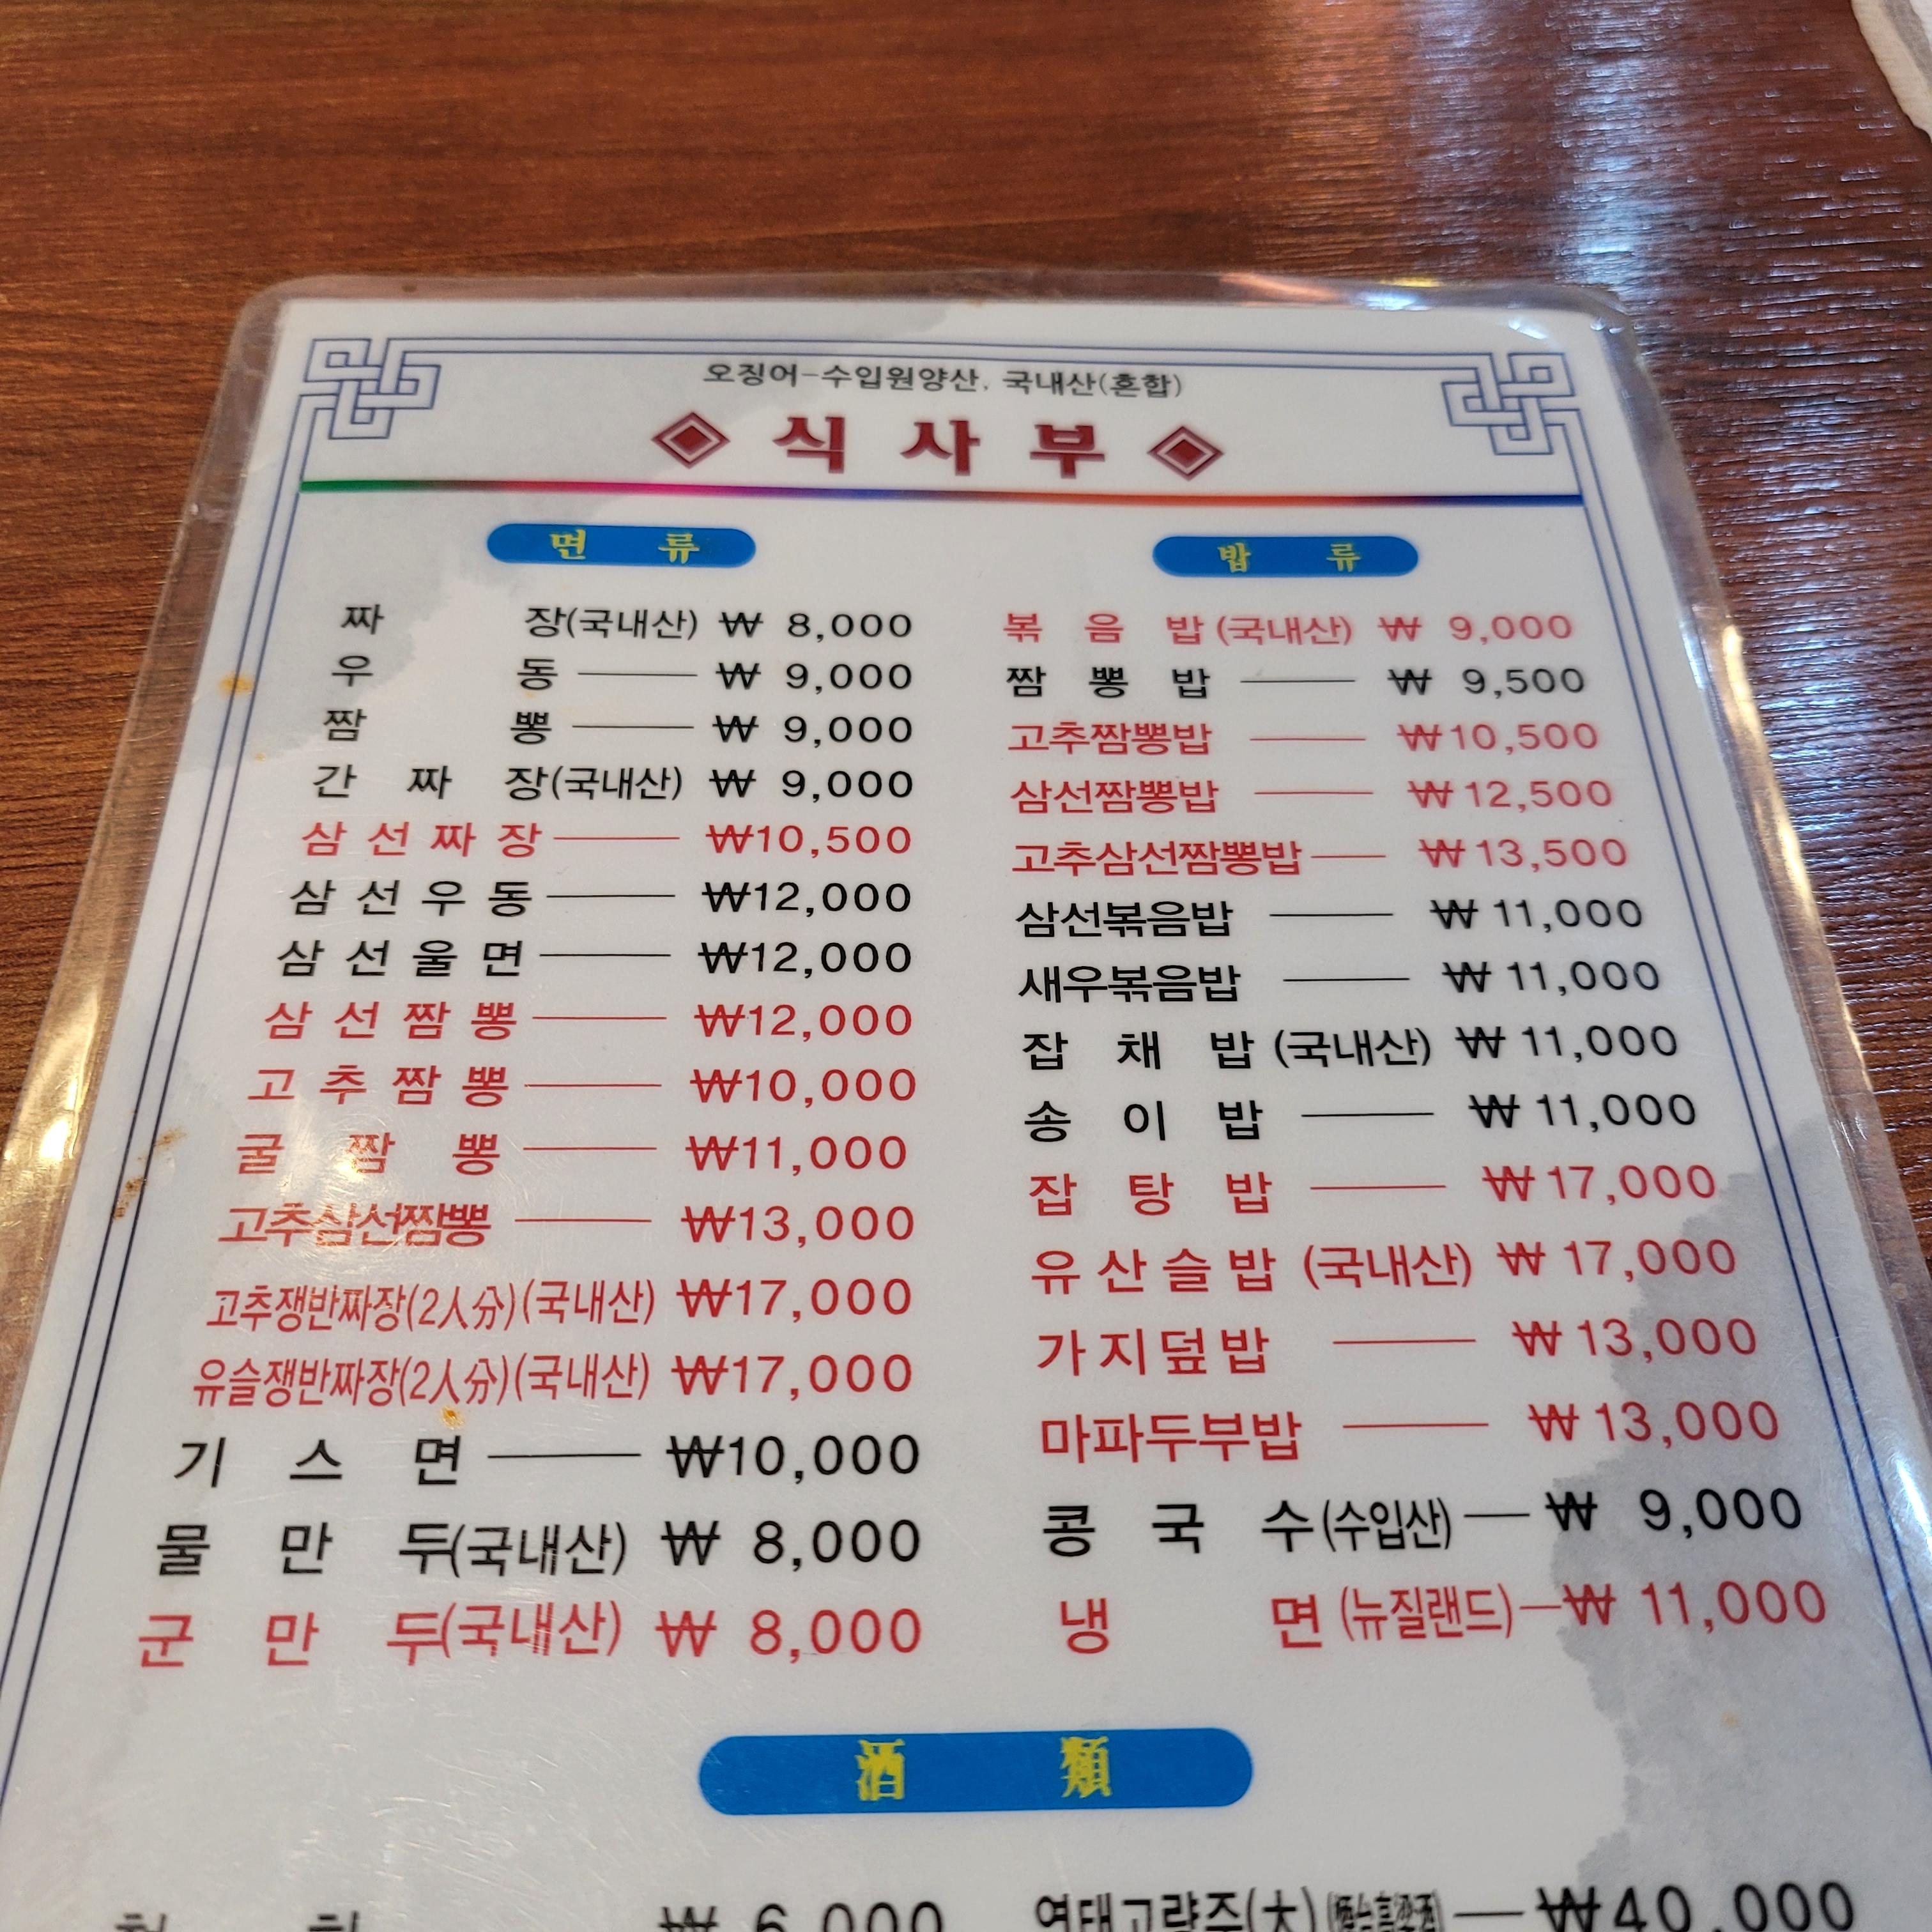 오징어-수입원양산, 국내산(혼합)
◈ 식 사 부 ◈
면 류
짜 장(국내산) ₩ 8,000
우 동 ₩ 9,000
짬 뽕 ₩ 9,000
간 짜 장(국내산) ₩ 9,000
삼 선 짜 장 ₩10,500
삼 선 우 동 ₩12,000
삼 선 울 면 ₩12,000
삼 선 짬 뽕 ₩12,000
고 추 짬 뽕 ₩10,000
굴 짬 뽕 ₩11,000
고추삼선짬뽕 ₩13,000
고추쟁반짜장(2人分)(국내산) ₩17,000
유슬쟁반짜장(2人分)(국내산) ₩17,000
기 스 면 ₩10,000
물 만 두(국내산) ₩ 8,000
군 만 두(국내산) ₩ 8,000
밥 류
볶 음 밥 (국내산) ₩ 9,000
짬 뽕 밥 ₩ 9,500
고추짬뽕밥 ₩10,500
삼선짬뽕밥 ₩12,500
고추삼선짬뽕밥 ₩13,500
삼선볶음밥 ₩ 11,000
새우볶음밥 ₩ 11,000
잡 채 밥 (국내산) ₩ 11,000
송 이 밥 ₩ 11,000
잡 탕 밥 ₩ 17,000
유 산 슬 밥 (국내산) ₩ 17,000
가 지 덮 밥 ₩ 13,000
마파두부밥 ₩ 13,000
콩 국 수 (수입산) ₩ 9,000
냉 면 (뉴질랜드) ₩ 11,000
酒 類
₩ 6,000
연태고량주(大) ₩40,000